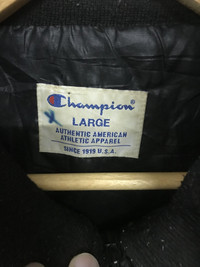 Champion
LARGE
AUTHENTIC AMERICAN
ATHLETIC APPAREL
SINCE 1919 U.S.A.